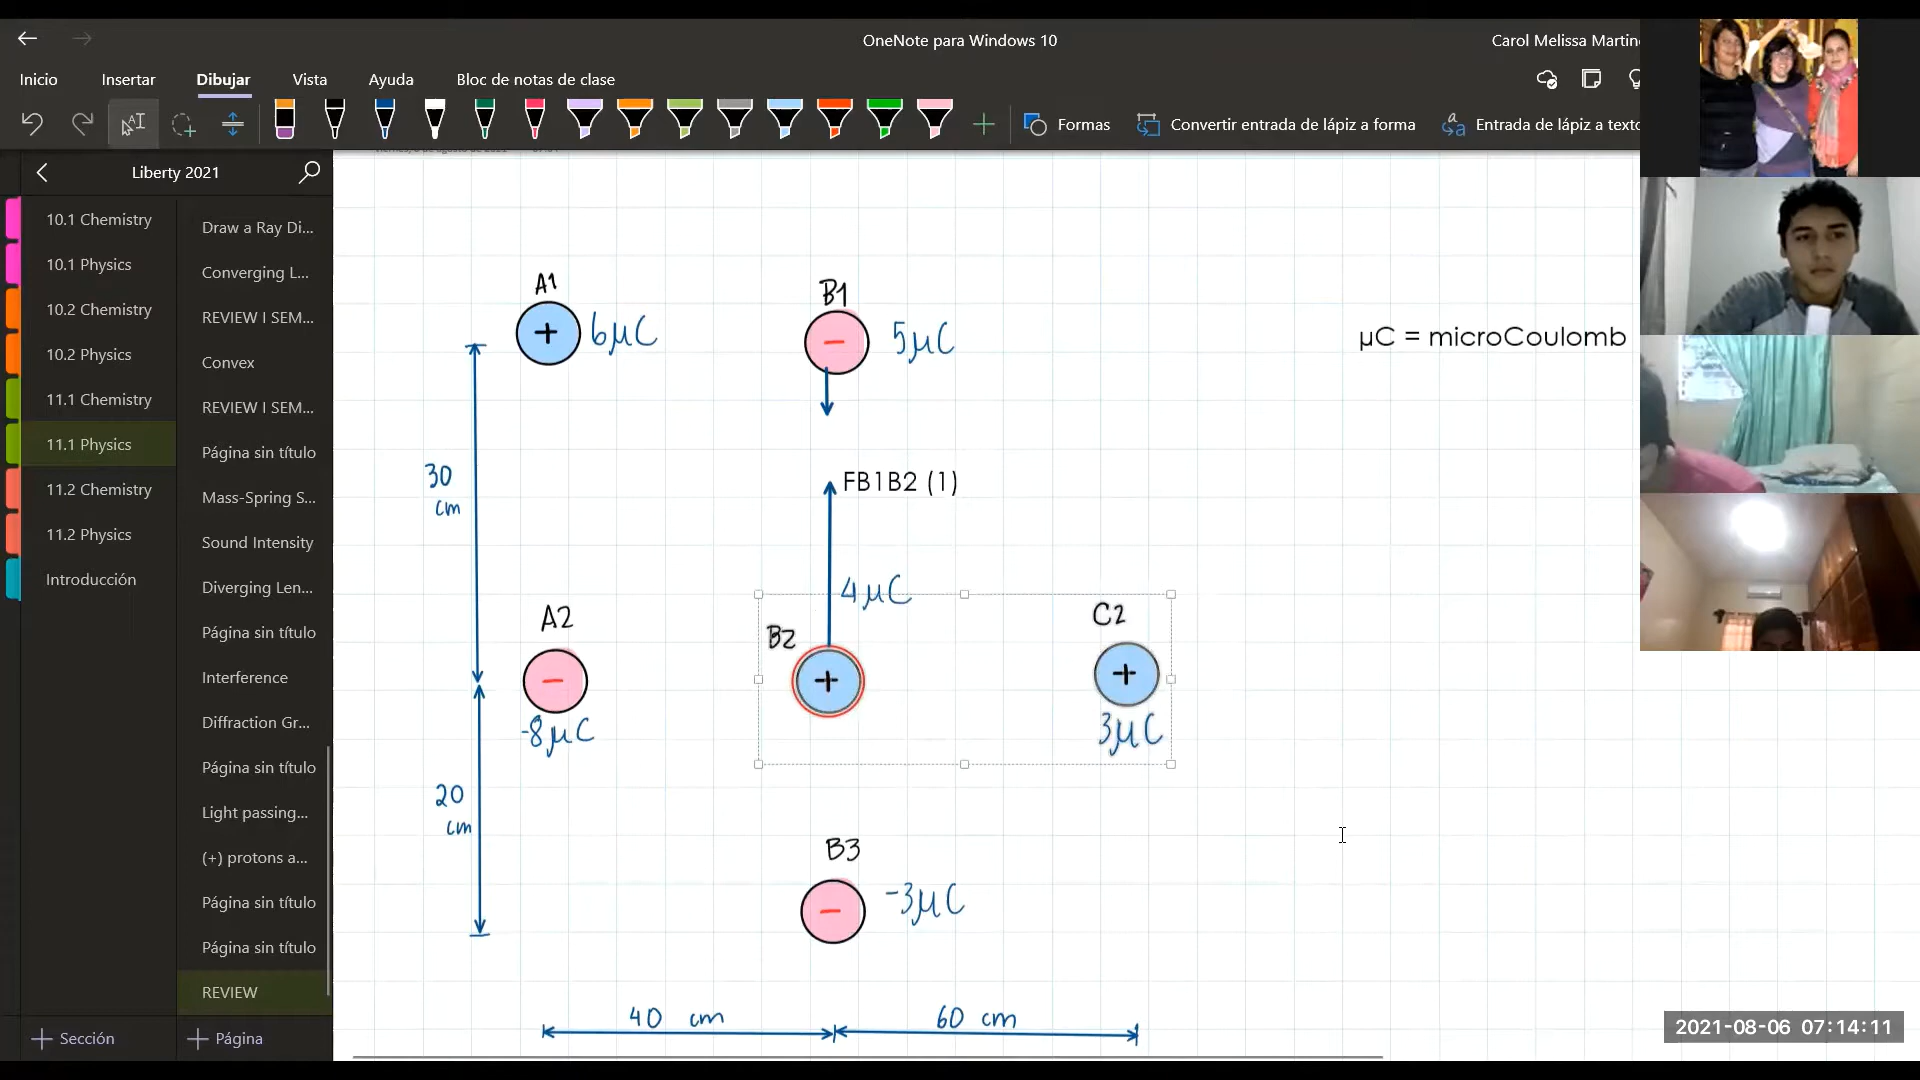 OneNote para Windows 10
Carol Melissa Martin
Inicio
Insertar
Dibujar
Vista
Ayuda
Bloc de notas de clase
Formas
Convertir entrada de lápiz a forma
Entrada de lápiz a texto
Liberty 2021
10.1 Chemistry
10.1 Physics
10.2 Chemistry
10.2 Physics
11.1 Chemistry
11.1 Physics
11.2 Chemistry
11.2 Physics
Introducción
Sección
Draw a Ray Di...
Converging L...
REVIEW I SEM...
Convex
REVIEW I SEM...
Página sin título
Mass-Spring S...
Sound Intensity
Diverging Len...
Página sin título
Interference
Diffraction Gr...
Página sin título
Light passing...
(+) protons a...
Página sin título
Página sin título
REVIEW
Página
A1
+
6μC
B1
−
5μC
μC = microCoulomb
30
cm
FB1B2 (1)
4μC
A2
−
-8μC
B2
+
C2
+
3μC
20
cm
B3
−
-3μC
40 cm
60 cm
2021-08-06 07:14:11